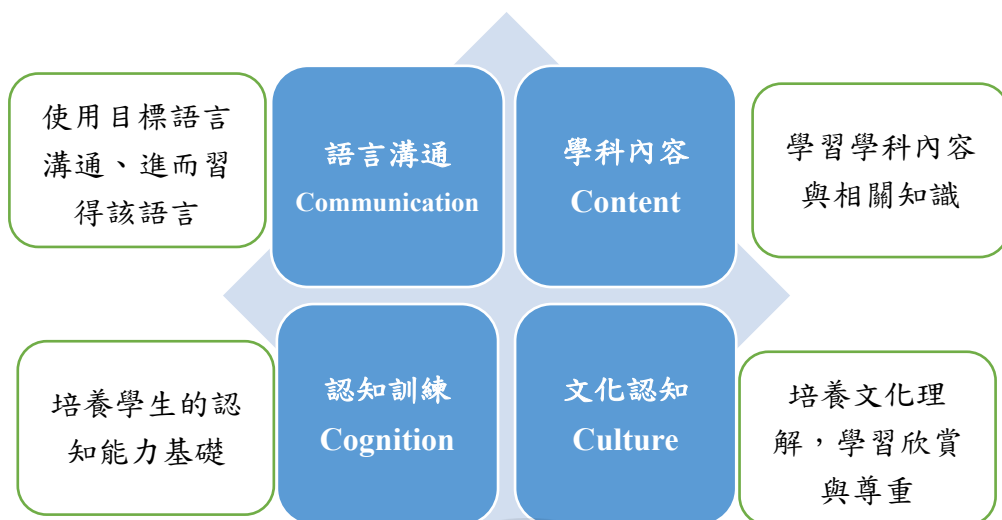 使用目標語言
溝通、進而習
得該語言
語言溝通
Communication
學科內容
Content
學習學科內容
與相關知識
培養學生的認
知能力基礎
認知訓練
Cognition
文化認知
Culture
培養文化理
解，學習欣賞
與尊重